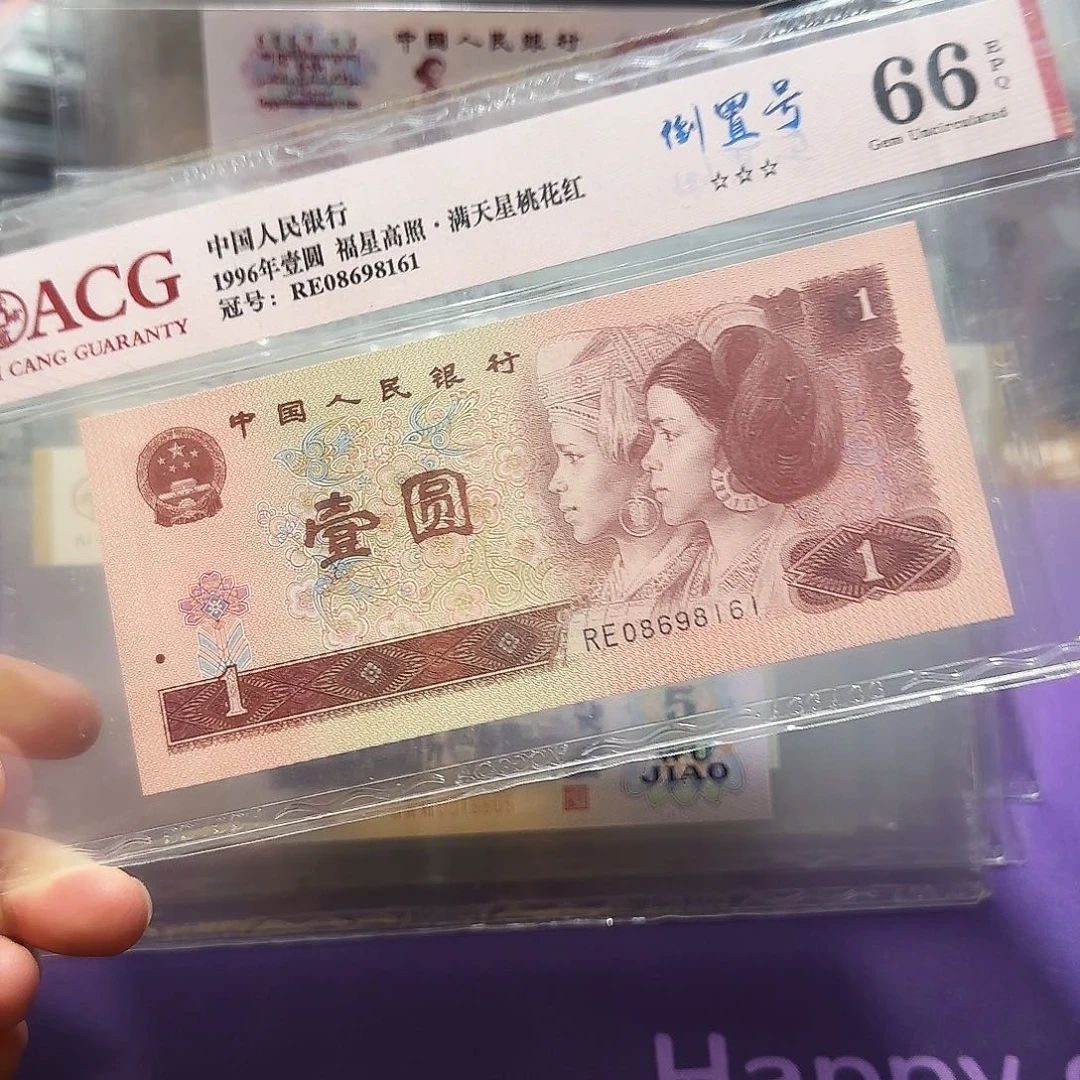 中国人民银行
ACG
CANG GUARANTY
中国人民银行
1996年壹圆 福星高照·满天星桃花红
冠号: RE08698161
倒置号
☆☆☆
66
EPQ
Gem Uncirculated
中国人民银行
壹圆
1
1
1
RE08698161
5
WU
JIAO
Happy